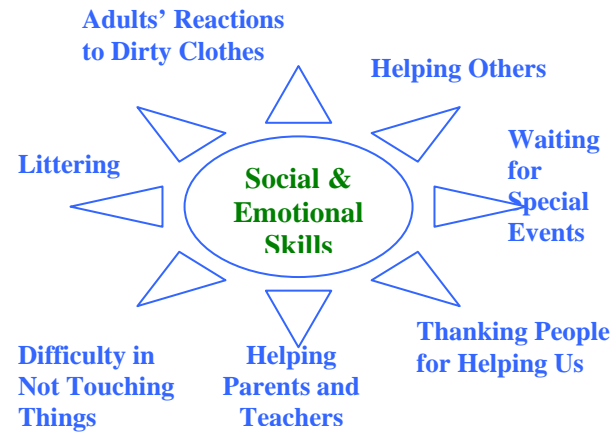 Adults' Reactions
to Dirty Clothes
Helping Others
Littering
Waiting
for
Special
Events
Social &
Emotional
Skills
Difficulty in
Not Touching
Things
Helping
Parents and
Teachers
Thanking People
for Helping Us